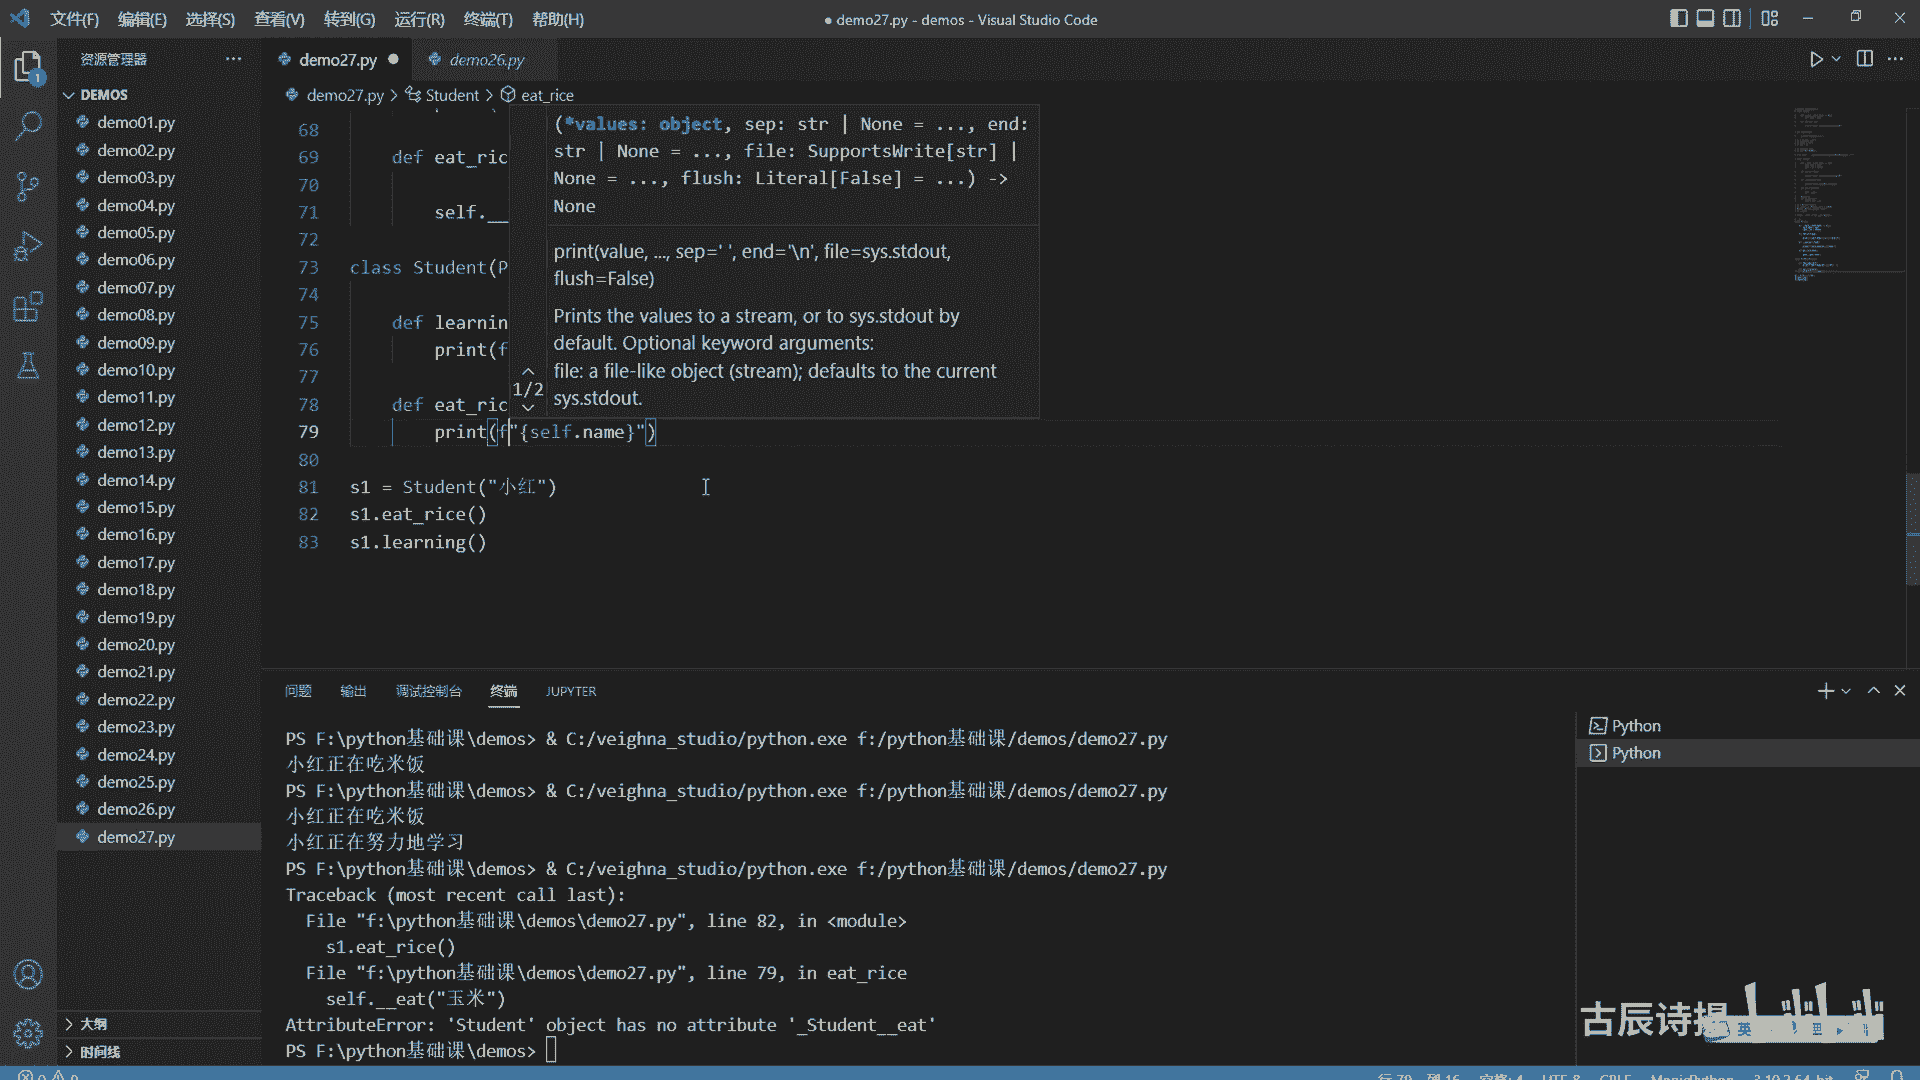 文件(F) 编辑(E) 选择(S) 查看(V) 转到(G) 运行(R) 终端(T) 帮助(H)
● demo27.py - demos - Visual Studio Code
资源管理器
1
DEMOS
demo01.py
demo02.py
demo03.py
demo04.py
demo05.py
demo06.py
demo07.py
demo08.py
demo09.py
demo10.py
demo11.py
demo12.py
demo13.py
demo14.py
demo15.py
demo16.py
demo17.py
demo18.py
demo19.py
demo20.py
demo21.py
demo22.py
demo23.py
demo24.py
demo25.py
demo26.py
demo27.py
大纲
时间线
demo27.py ●
demo26.py
demo27.py > Student > eat_rice
68
69 def eat_ric
70
71 self.__
72
73 class Student(P
74
75 def learnin
76 print(f
77
78 def eat_ric
79 print(f"{self.name}")
80
81 s1 = Student("小红")
82 s1.eat_rice()
83 s1.learning()
(*values: object, sep: str | None = ..., end:
str | None = ..., file: SupportsWrite[str] |
None = ..., flush: Literal[False] = ...) ->
None
print(value, ..., sep=' ', end='\n', file=sys.stdout,
flush=False)
Prints the values to a stream, or to sys.stdout by
default. Optional keyword arguments:
file: a file-like object (stream); defaults to the current
sys.stdout.
1/2
问题 输出 调试控制台 终端 JUPYTER
PS F:\python基础课\demos> & C:/veighna_studio/python.exe f:/python基础课/demos/demo27.py
小红正在吃米饭
PS F:\python基础课\demos> & C:/veighna_studio/python.exe f:/python基础课/demos/demo27.py
小红正在吃米饭
小红正在努力地学习
PS F:\python基础课\demos> & C:/veighna_studio/python.exe f:/python基础课/demos/demo27.py
Traceback (most recent call last):
File "f:\python基础课\demos\demo27.py", line 82, in <module>
s1.eat_rice()
File "f:\python基础课\demos\demo27.py", line 79, in eat_rice
self.__eat("玉米")
AttributeError: 'Student' object has no attribute '_Student__eat'
PS F:\python基础课\demos>
Python
Python
古辰诗提
英